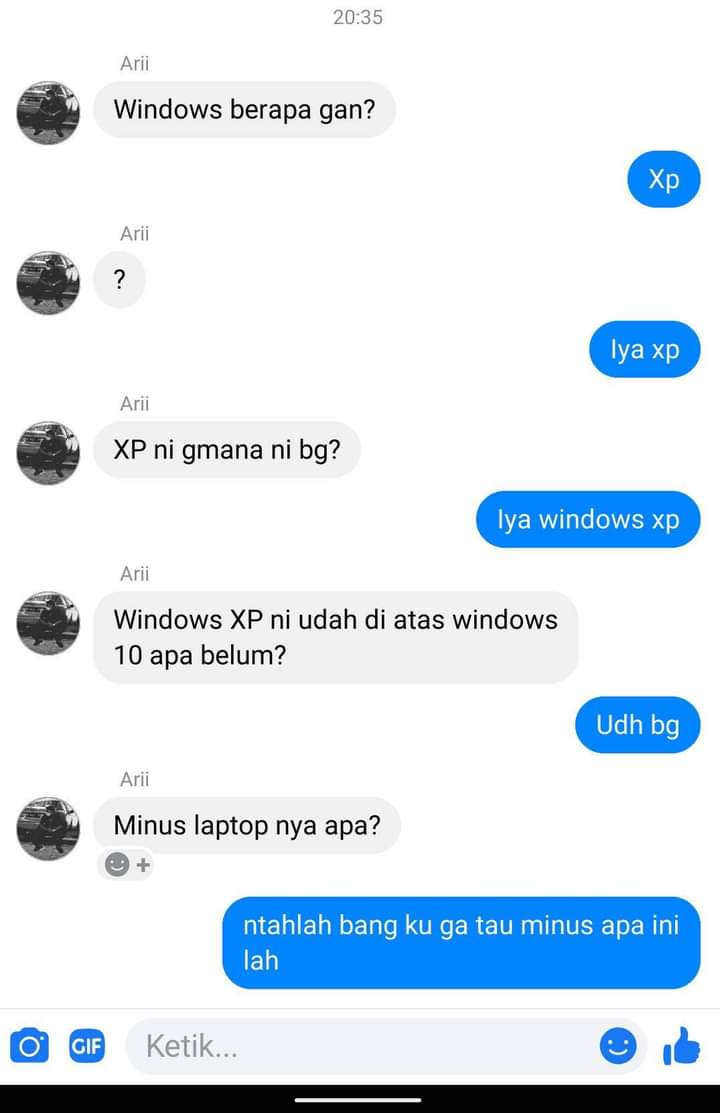 20:35
Arii
Windows berapa gan?
Xp
Arii
?
Iya xp
Arii
XP ni gmana ni bg?
Iya windows xp
Arii
Windows XP ni udah di atas windows
10 apa belum?
Udh bg
Arii
Minus laptop nya apa?
ntahlah bang ku ga tau minus apa ini
lah
GIF
Ketik...